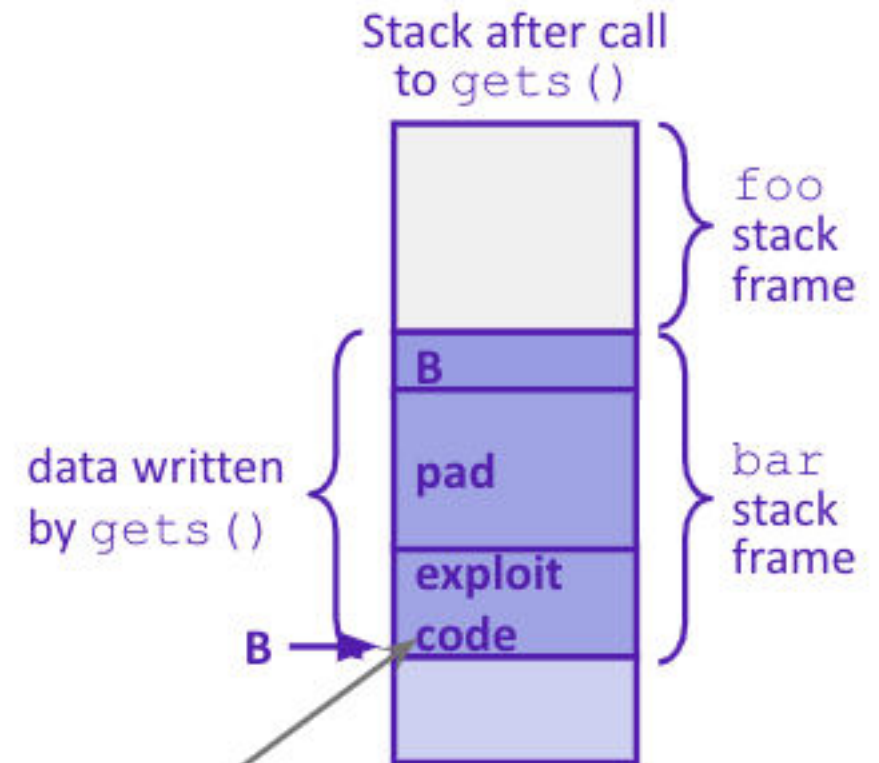 Stack after call
to gets()
foo
stack
frame
B
pad
data written
by gets()
bar
stack
frame
exploit
code
B